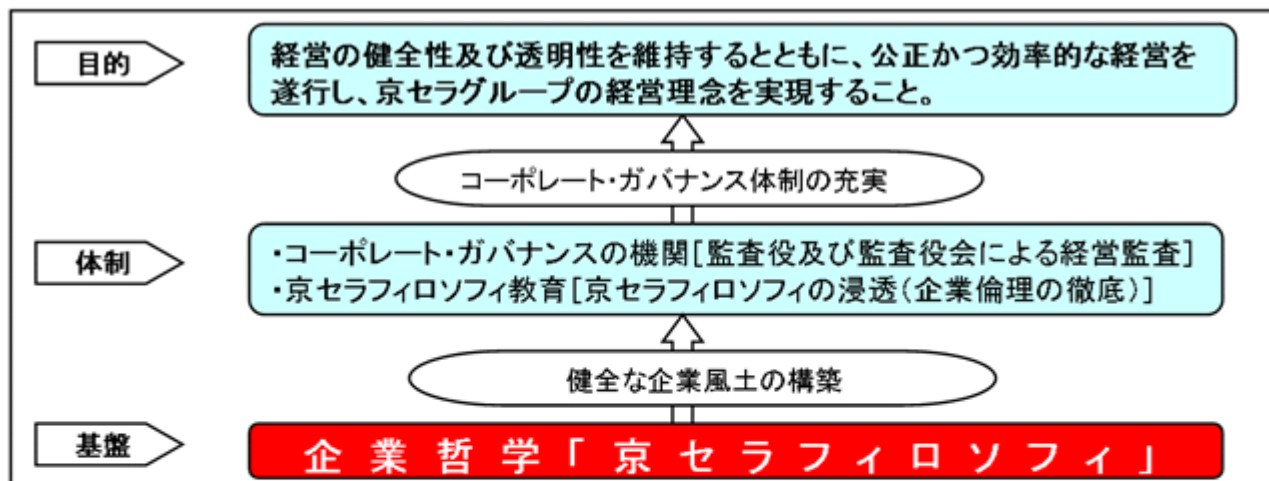 目的
経営の健全性及び透明性を維持するとともに、公正かつ効率的な経営を
遂行し、京セラグループの経営理念を実現すること。
コーポレート・ガバナンス体制の充実
体制
・コーポレート・ガバナンスの機関[監査役及び監査役会による経営監査]
・京セラフィロソフィ教育[京セラフィロソフィの浸透(企業倫理の徹底)]
健全な企業風土の構築
基盤
企業哲学「京セラフィロソフィ」